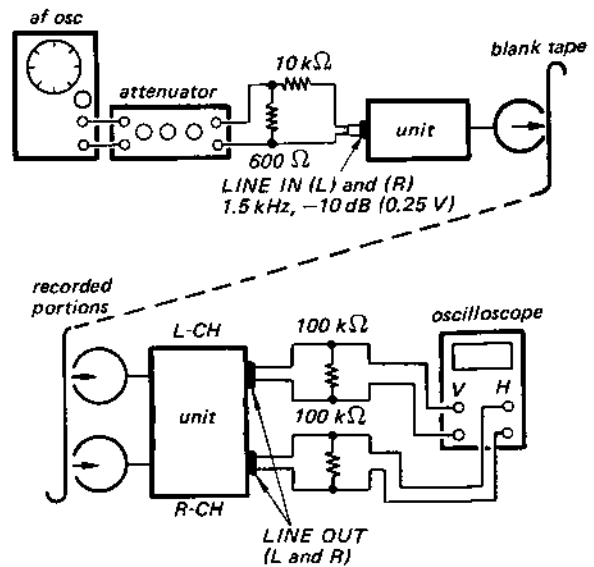 af osc
blank tape
10 kΩ
attenuator
unit
600 Ω
LINE IN (L) and (R)
1.5 kHz, −10 dB (0.25 V)
recorded
portions
L-CH
100 kΩ
oscilloscope
V H
unit
100 kΩ
R-CH
LINE OUT
(L and R)